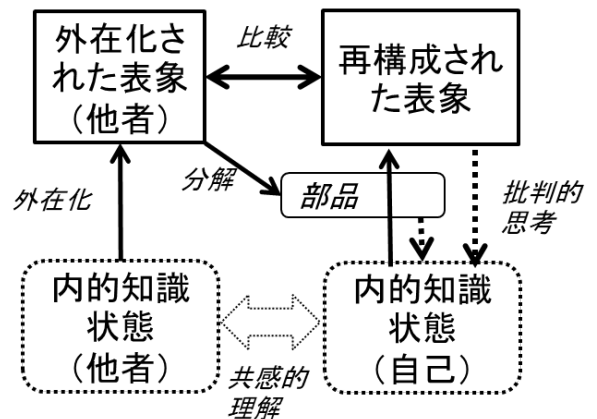 外在化さ
れた表象
（他者）
比較
再構成され
た表象
外在化
分解
部品
批判的
思考
内的知識
状態
（他者）
共感的
理解
内的知識
状態
（自己）